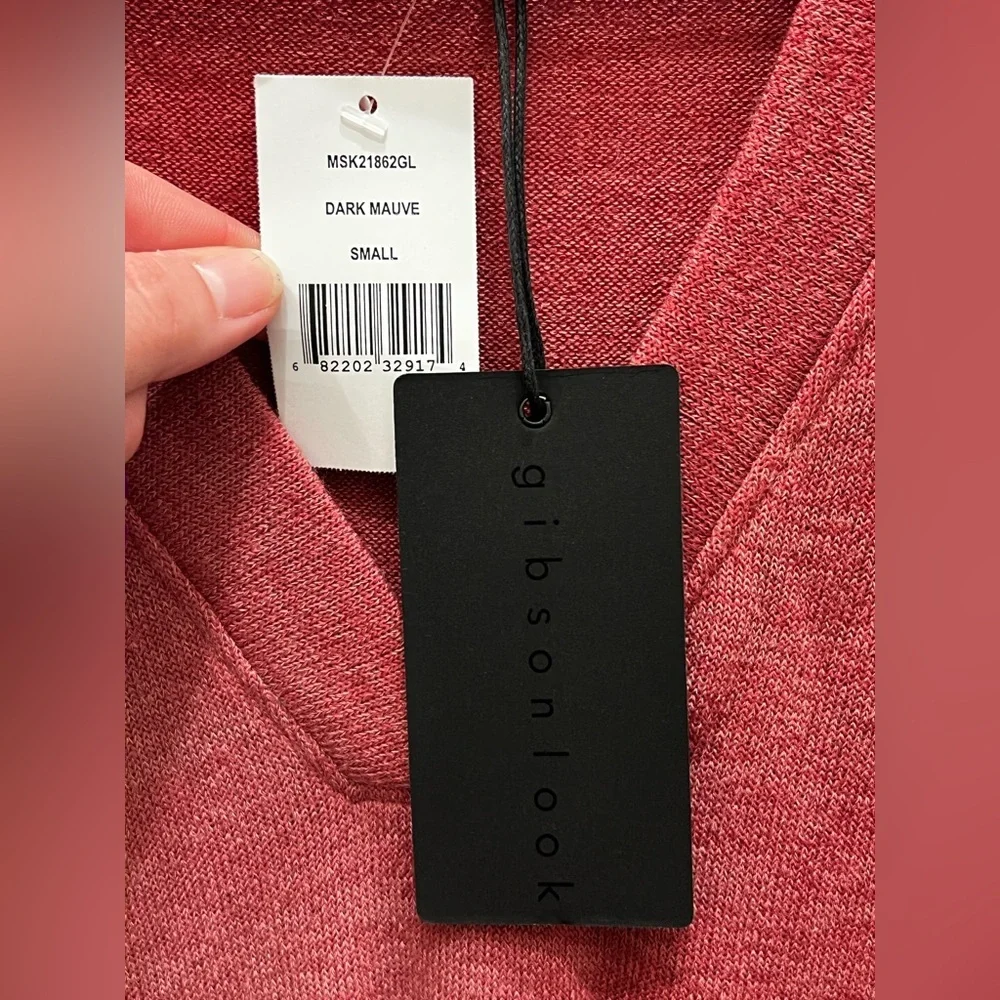 MSK21862GL
DARK MAUVE
SMALL
6 82202 32917 4
gibsonlook